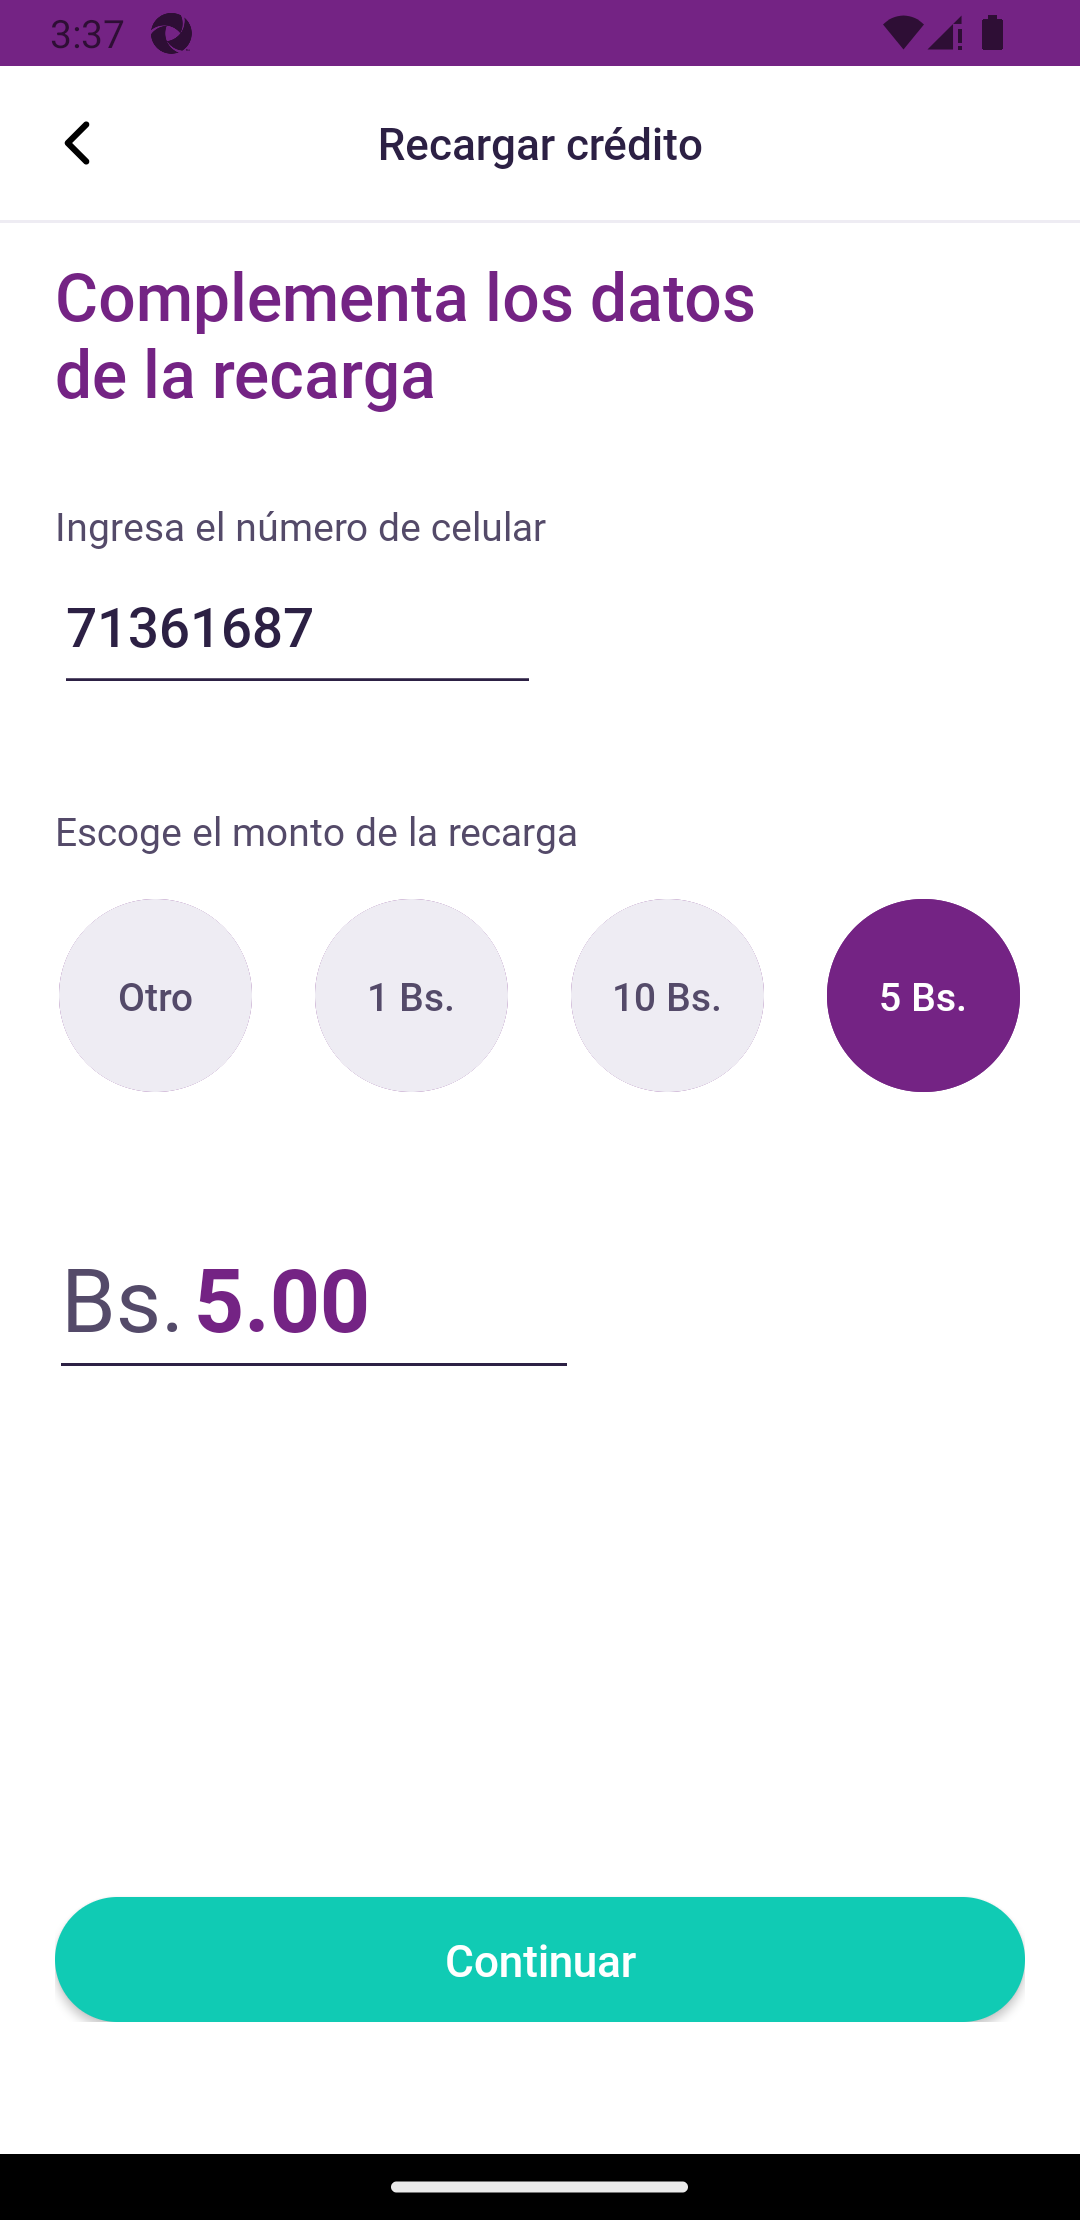 3:37
Recargar crédito
Complementa los datos
de la recarga
Ingresa el número de celular
71361687
Escoge el monto de la recarga
Otro
1 Bs.
10 Bs.
5 Bs.
Bs. 5.00
Continuar